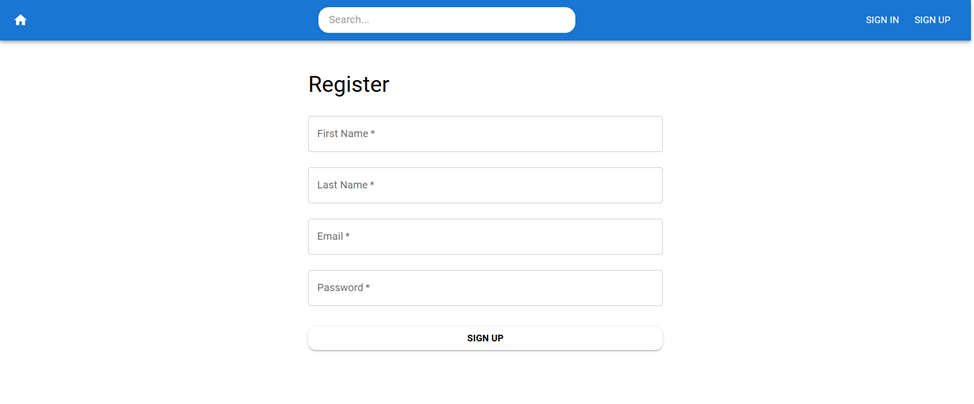 Search...
SIGN IN
SIGN UP
Register
First Name *
Last Name *
Email *
Password *
SIGN UP